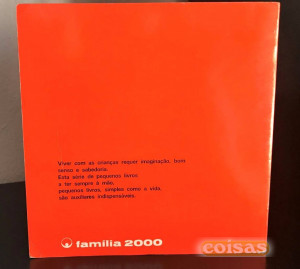 Viver com as crianças requer imaginação, bom
senso e sabedoria.
Esta série de pequenos livros
a ter sempre à mão,
pequenos livros, simples como a vida,
são auxiliares indispensáveis.
família 2000
coisas